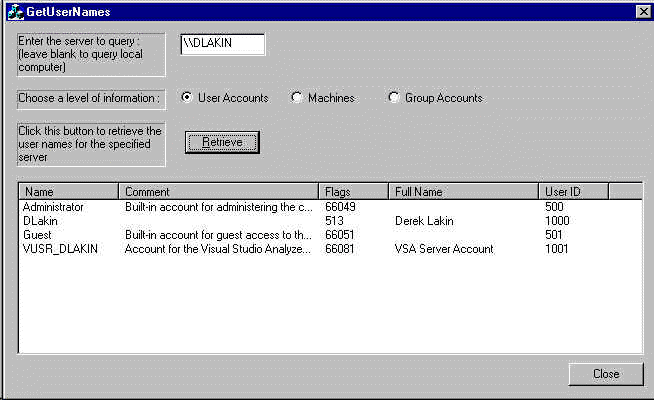 GetUserNames
Enter the server to query :
(leave blank to query local
computer)
\\DLAKIN
Choose a level of information :
User Accounts
Machines
Group Accounts
Click this button to retrieve the
user names for the specified
server
Retrieve
Name Comment Flags Full Name User ID
Administrator Built-in account for administering the c... 66049 500
DLakin 513 Derek Lakin 1000
Guest Built-in account for guest access to th... 66051 501
VUSR_DLAKIN Account for the Visual Studio Analyze... 66081 VSA Server Account 1001
Close